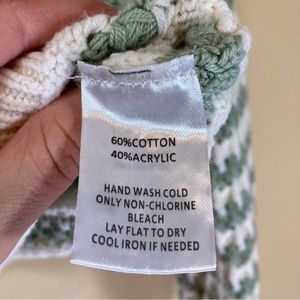 60%COTTON
40%ACRYLIC
HAND WASH COLD
ONLY NON-CHLORINE
BLEACH
LAY FLAT TO DRY
COOL IRON IF NEEDED